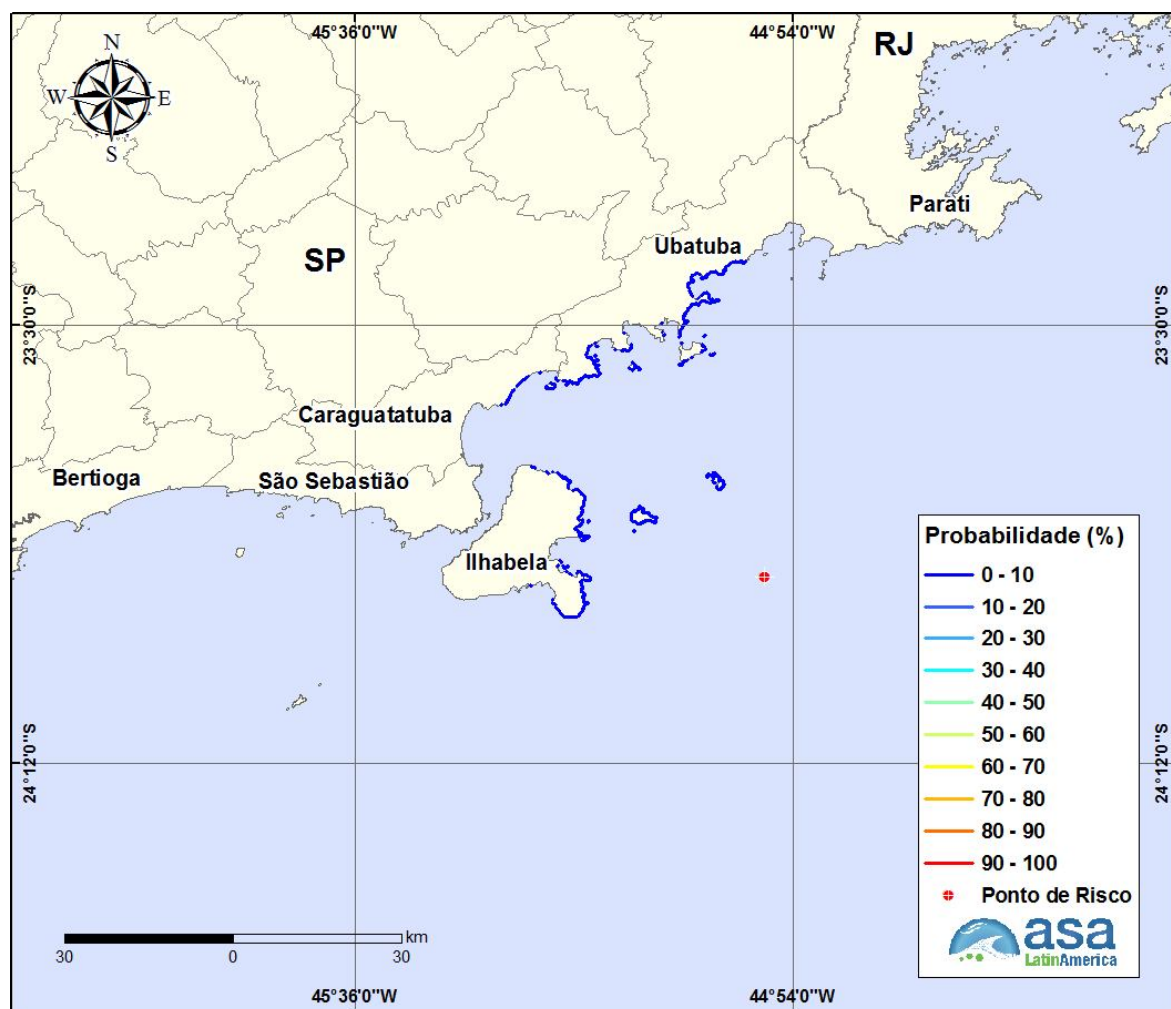 45°36'0"W
44°54'0"W
N
W
E
S
RJ
Parati
Ubatuba
SP
23°30'0"S
23°30'0"S
Caraguatatuba
Bertioga
São Sebastião
Ilhabela
Probabilidade (%)
0 - 10
10 - 20
20 - 30
30 - 40
40 - 50
50 - 60
60 - 70
70 - 80
80 - 90
90 - 100
Ponto de Risco
asa
LatinAmerica
24°12'0"S
24°12'0"S
km
30
0
30
45°36'0"W
44°54'0"W